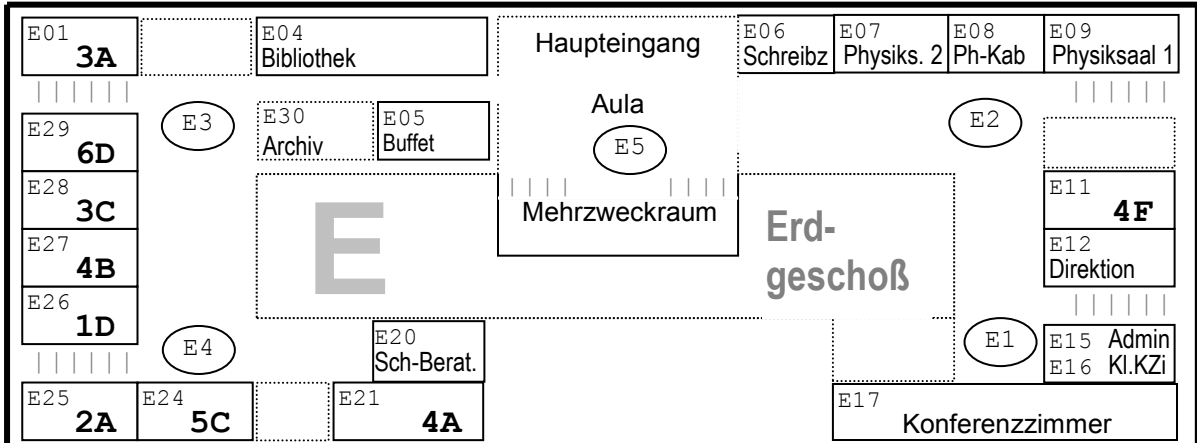 E01
3A
E04
Bibliothek
Haupteingang
E06
Schreibz
E07
Physiks. 2
E08
Ph-Kab
E09
Physiksaal 1
E29
6D
E3
E30
Archiv
E05
Buffet
Aula
E5
E2
E28
3C
E11
4F
E
Mehrzweckraum
Erd-
geschoß
E27
4B
E12
Direktion
E26
1D
E4
E20
Sch-Berat.
E1
E15 Admin
E16 Kl.KZi
E25
2A
E24
5C
E21
4A
E17
Konferenzzimmer